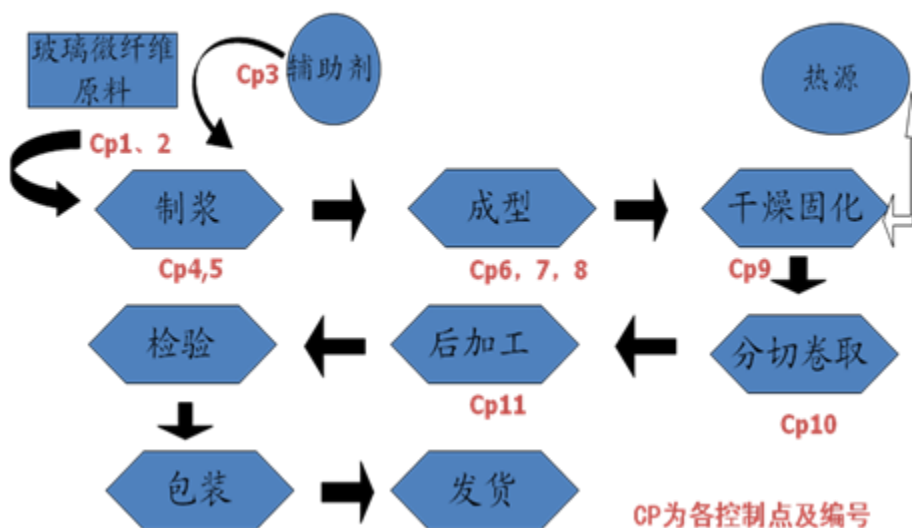 玻璃微纤维
原料
Cp3
辅助剂
热源
Cp1、2
制浆
成型
干燥固化
Cp4,5
Cp6，7，8
Cp9
检验
后加工
分切卷取
Cp11
Cp10
包装
发货
CP为各控制点及编号